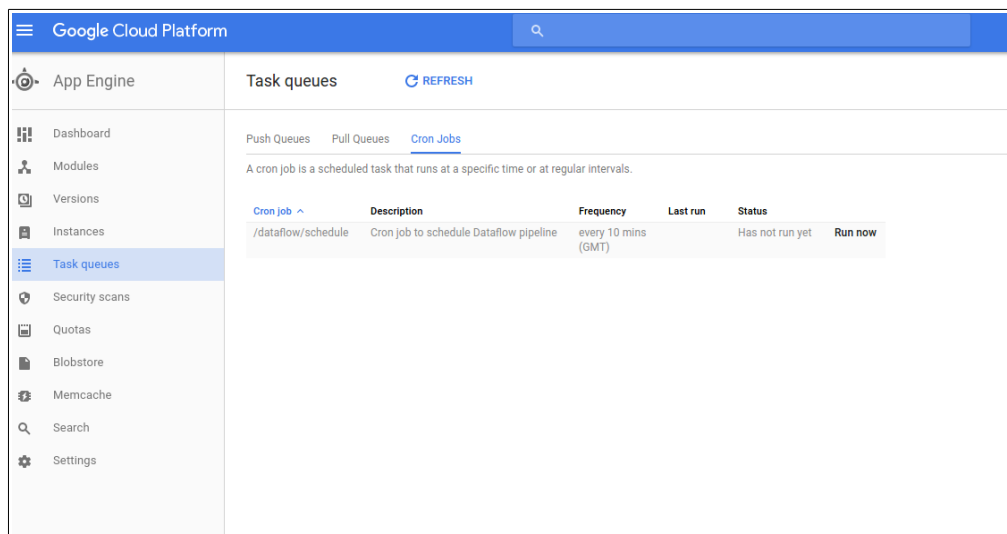 Google Cloud Platform
App Engine
Task queues
REFRESH
Dashboard
Modules
Versions
Instances
Task queues
Security scans
Quotas
Blobstore
Memcache
Search
Settings
Push Queues Pull Queues Cron Jobs
A cron job is a scheduled task that runs at a specific time or at regular intervals.
Cron job Description Frequency Last run Status
/dataflow/schedule Cron job to schedule Dataflow pipeline every 10 mins Has not run yet Run now
(GMT)